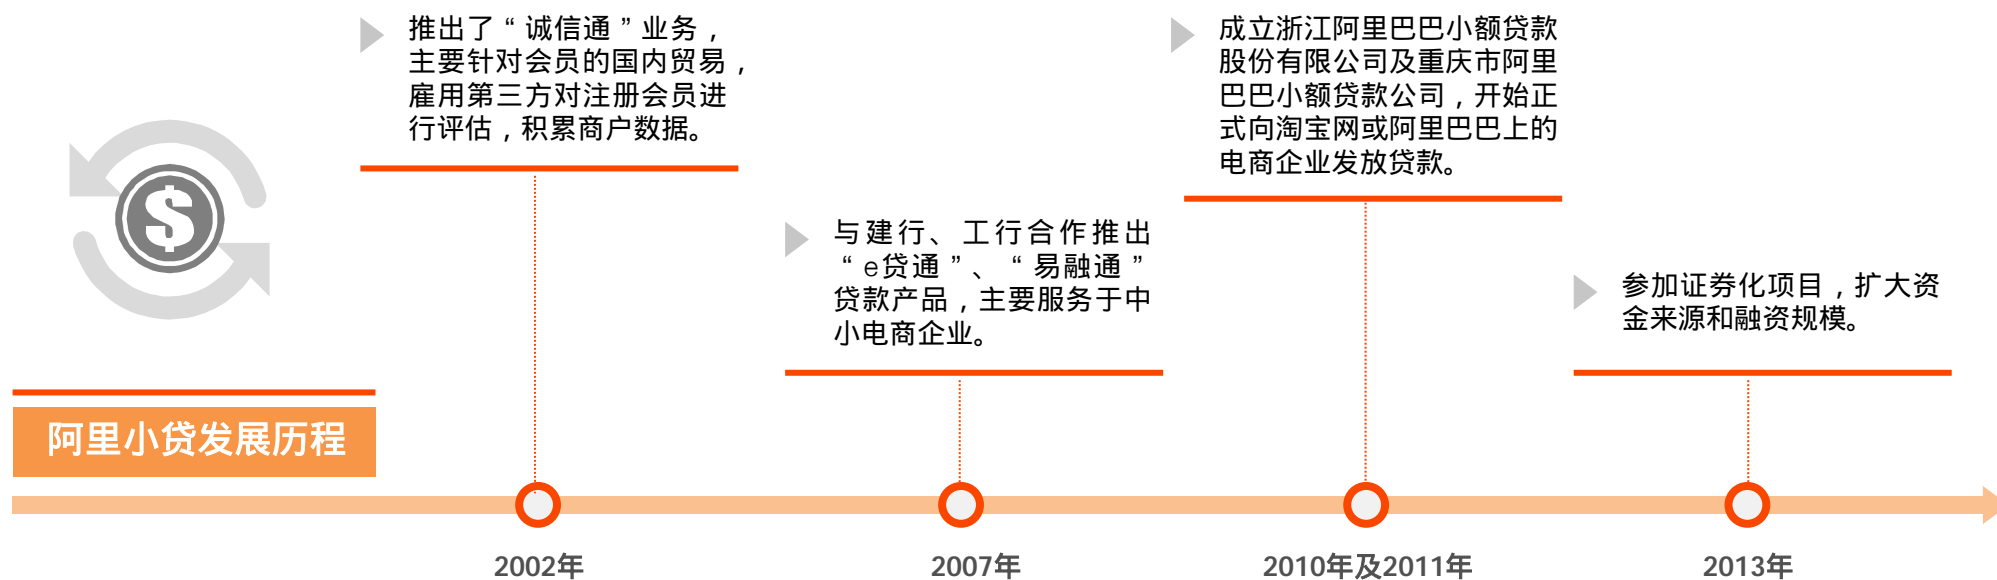 推出了“诚信通”业务，
主要针对会员的国内贸易，
雇用第三方对注册会员进
行评估，积累商户数据。
成立浙江阿里巴巴小额贷款
股份有限公司及重庆市阿里
巴巴小额贷款公司，开始正
式向淘宝网或阿里巴巴上的
电商企业发放贷款。
与建行、工行合作推出
“e贷通”、“易融通”
贷款产品，主要服务于中
小电商企业。
参加证券化项目，扩大资
金来源和融资规模。
阿里小贷发展历程
2002年
2007年
2010年及2011年
2013年